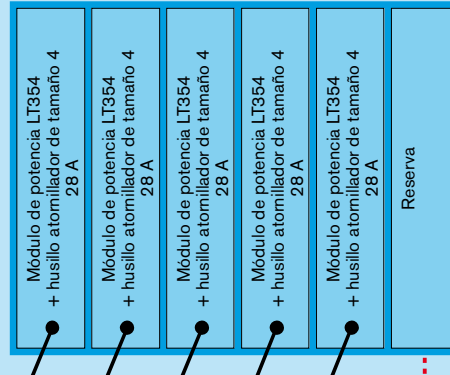 Módulo de potencia LT354
+ husillo atornillador de tamaño 4
28 A
Módulo de potencia LT354
+ husillo atornillador de tamaño 4
28 A
Módulo de potencia LT354
+ husillo atornillador de tamaño 4
28 A
Módulo de potencia LT354
+ husillo atornillador de tamaño 4
28 A
Módulo de potencia LT354
+ husillo atornillador de tamaño 4
28 A
Reserva